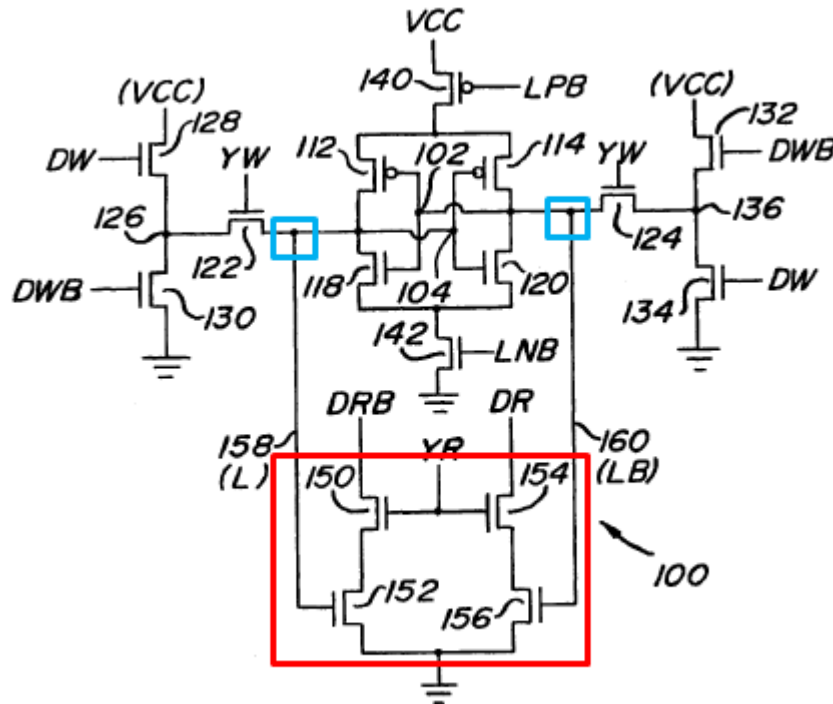 VCC
140 LPB
(VCC) (VCC)
128 132
DW YW 112 102 114 YW DWB
126 136
122 124
118 104 120
DWB 130 134 DW
142 LNB
DRB DR
158 YR 160
(L) 150 154 (LB)
100
152 156